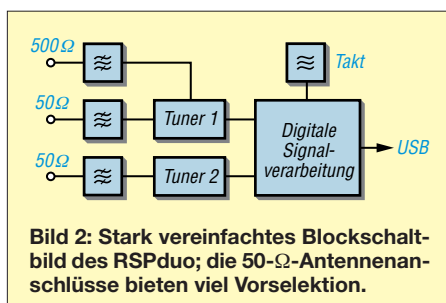 500Ω
Takt
50Ω
Tuner 1
Digitale
Signal-
verarbeitung
USB
50Ω
Tuner 2
Bild 2: Stark vereinfachtes Blockschalt-
bild des RSPduo; die 50-Ω-Antennenan-
schlüsse bieten viel Vorselektion.